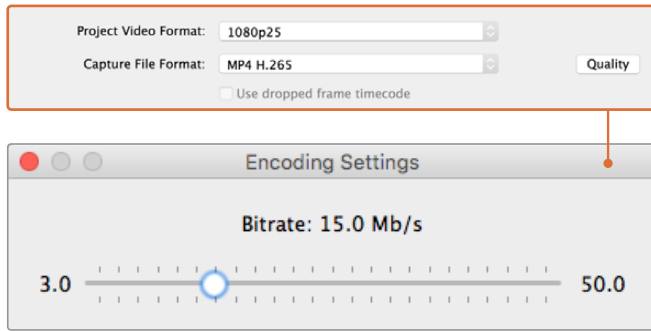 Project Video Format: 1080p25
Capture File Format: MP4 H.265 Quality
Use dropped frame timecode
Encoding Settings
Bitrate: 15.0 Mb/s
3.0 50.0